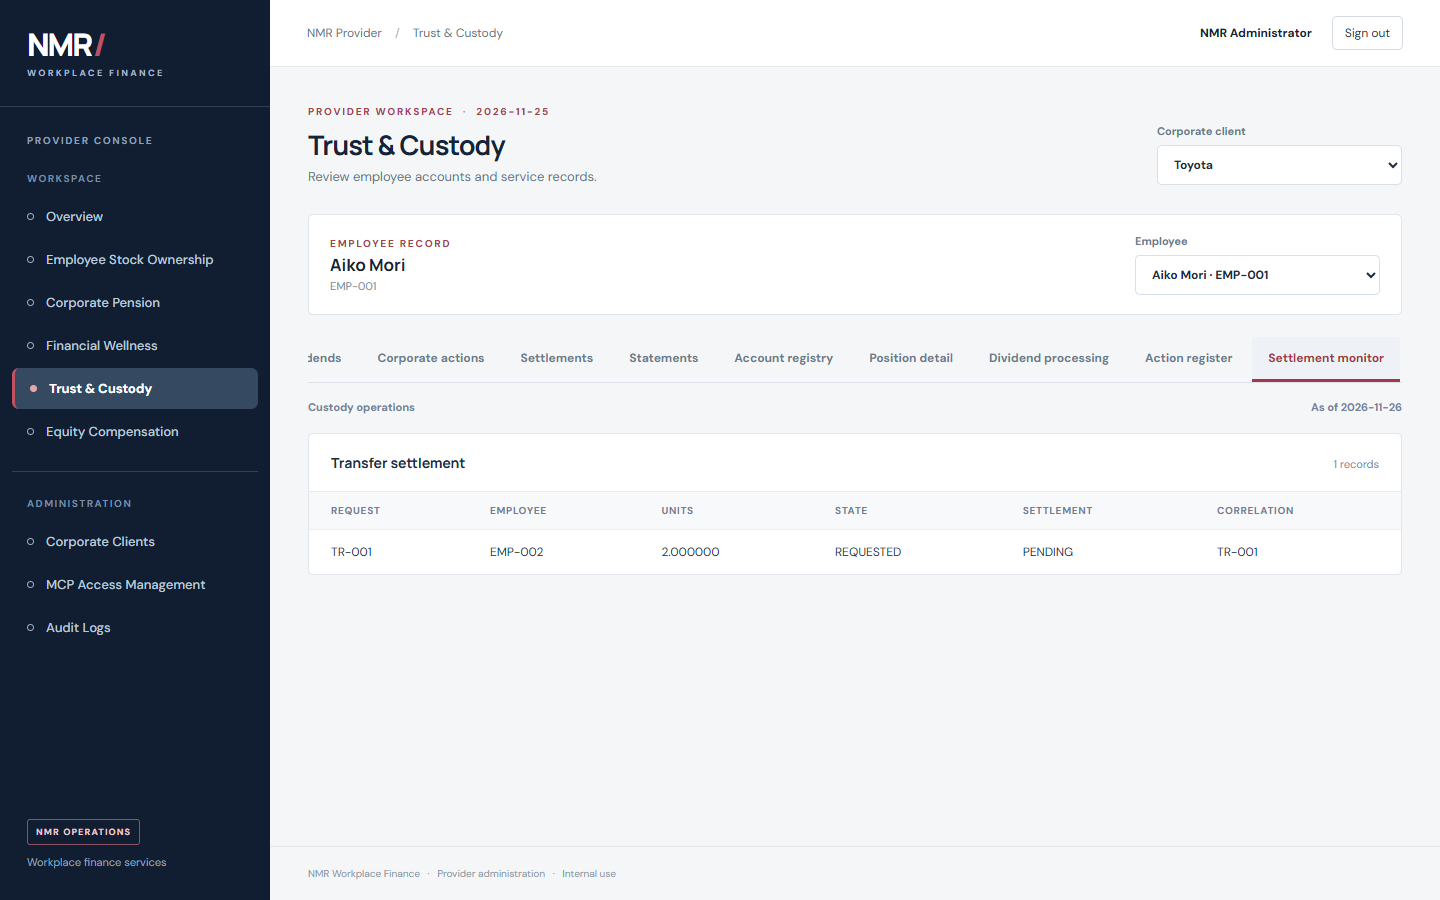 NMR/
WORKPLACE FINANCE
PROVIDER CONSOLE
WORKSPACE
Overview
Employee Stock Ownership
Corporate Pension
Financial Wellness
Trust & Custody
Equity Compensation
ADMINISTRATION
Corporate Clients
MCP Access Management
Audit Logs
NMR OPERATIONS
Workplace finance services
NMR Provider / Trust & Custody
NMR Administrator
Sign out
PROVIDER WORKSPACE · 2026-11-25
Trust & Custody
Review employee accounts and service records.
Corporate client
Toyota
EMPLOYEE RECORD
Aiko Mori
EMP-001
Employee
Aiko Mori · EMP-001
dends Corporate actions Settlements Statements Account registry Position detail Dividend processing Action register Settlement monitor
Custody operations As of 2026-11-26
Transfer settlement 1 records
REQUEST EMPLOYEE UNITS STATE SETTLEMENT CORRELATION
TR-001 EMP-002 2.000000 REQUESTED PENDING TR-001
NMR Workplace Finance · Provider administration · Internal use